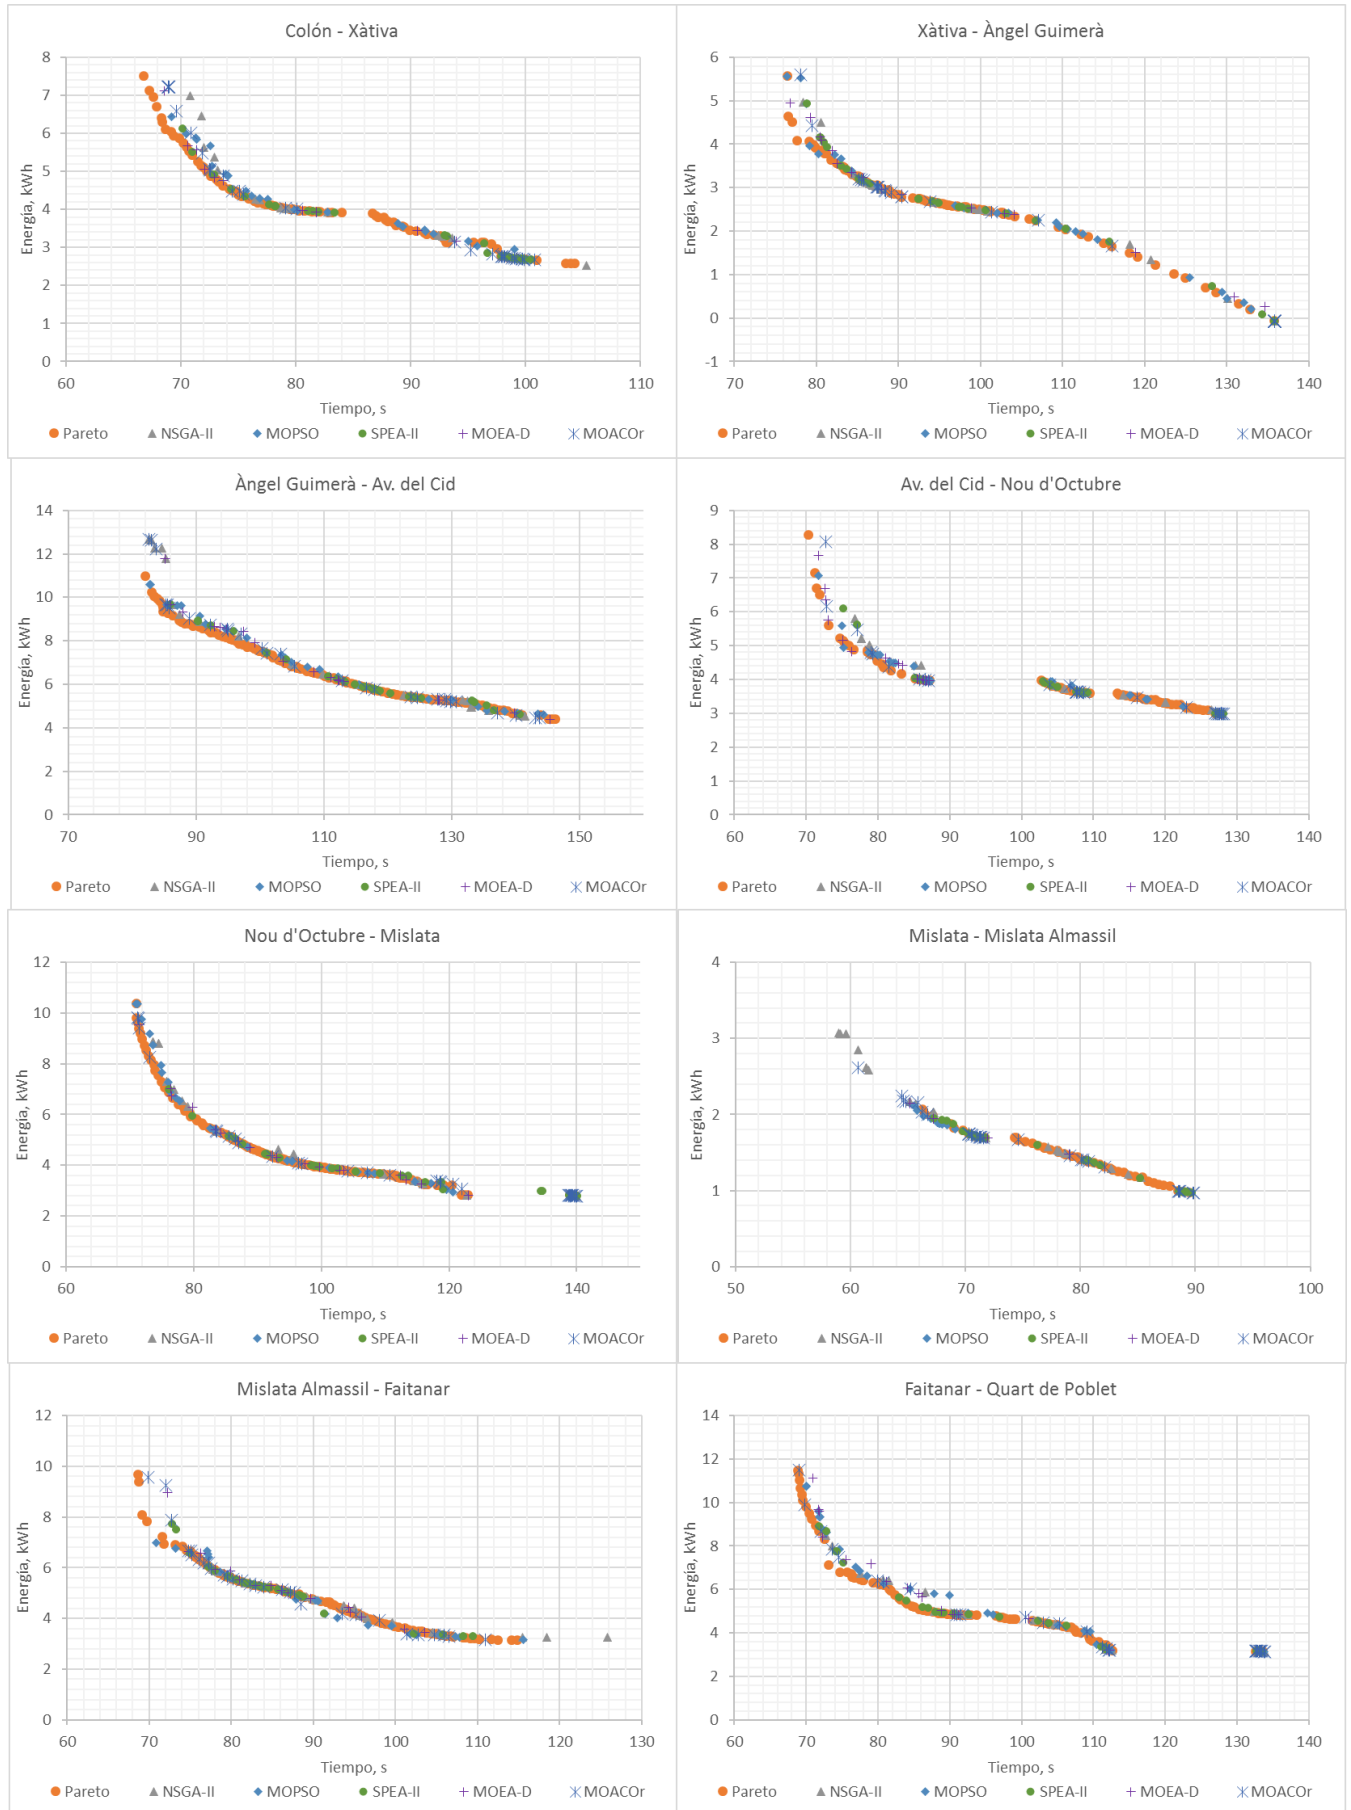 Colón - Xàtiva
8
7
6
5
4
3
2
1
0
Energía, kWh
60 70 80 90 100 110
Tiempo, s
Pareto NSGA-II MOPSO SPEA-II MOEA-D MOACOr
Xàtiva - Àngel Guimerà
6
5
4
3
2
1
0
-1
Energía, kWh
70 80 90 100 110 120 130 140
Tiempo, s
Pareto NSGA-II MOPSO SPEA-II MOEA-D MOACOr
Àngel Guimerà - Av. del Cid
14
12
10
8
6
4
2
0
Energía, kWh
70 90 110 130 150
Tiempo, s
Pareto NSGA-II MOPSO SPEA-II MOEA-D MOACOr
Av. del Cid - Nou d'Octubre
9
8
7
6
5
4
3
2
1
0
Energía, kWh
60 70 80 90 100 110 120 130 140
Tiempo, s
Pareto NSGA-II MOPSO SPEA-II MOEA-D MOACOr
Nou d'Octubre - Mislata
12
10
8
6
4
2
0
Energía, kWh
60 80 100 120 140
Tiempo, s
Pareto NSGA-II MOPSO SPEA-II MOEA-D MOACOr
Mislata - Mislata Almassil
4
3
2
1
0
Energía, kWh
50 60 70 80 90 100
Tiempo, s
Pareto NSGA-II MOPSO SPEA-II MOEA-D MOACOr
Mislata Almassil - Faitanar
12
10
8
6
4
2
0
Energía, kWh
60 70 80 90 100 110 120 130
Tiempo, s
Pareto NSGA-II MOPSO SPEA-II MOEA-D MOACOr
Faitanar - Quart de Poblet
14
12
10
8
6
4
2
0
Energía, kWh
60 70 80 90 100 110 120 130 140
Tiempo, s
Pareto NSGA-II MOPSO SPEA-II MOEA-D MOACOr